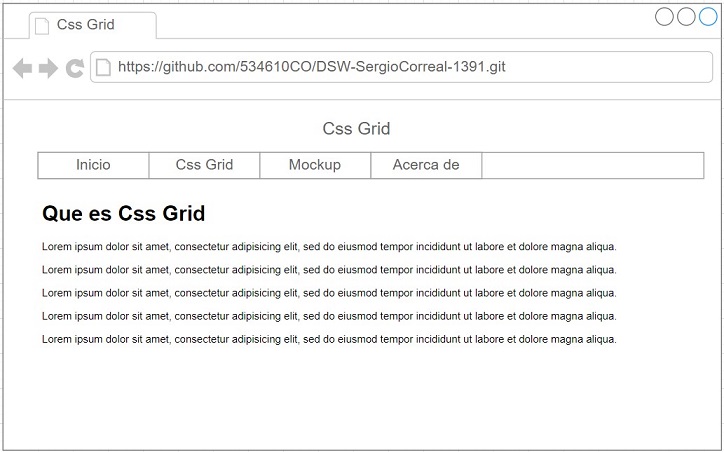 Css Grid
https://github.com/534610CO/DSW-SergioCorreal-1391.git
Css Grid
Inicio Css Grid Mockup Acerca de
Que es Css Grid
Lorem ipsum dolor sit amet, consectetur adipisicing elit, sed do eiusmod tempor incididunt ut labore et dolore magna aliqua.
Lorem ipsum dolor sit amet, consectetur adipisicing elit, sed do eiusmod tempor incididunt ut labore et dolore magna aliqua.
Lorem ipsum dolor sit amet, consectetur adipisicing elit, sed do eiusmod tempor incididunt ut labore et dolore magna aliqua.
Lorem ipsum dolor sit amet, consectetur adipisicing elit, sed do eiusmod tempor incididunt ut labore et dolore magna aliqua.
Lorem ipsum dolor sit amet, consectetur adipisicing elit, sed do eiusmod tempor incididunt ut labore et dolore magna aliqua.